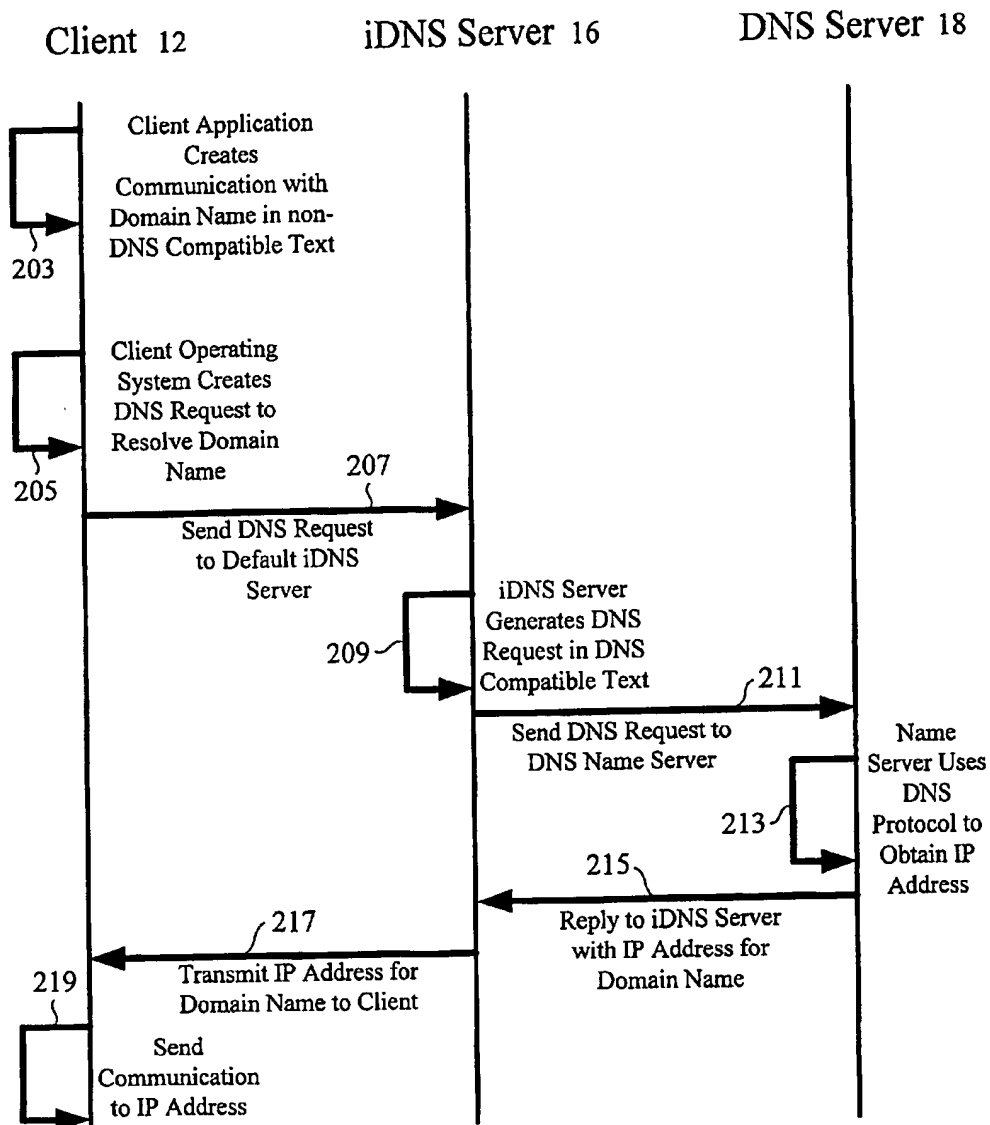 Client 12
iDNS Server 16
DNS Server 18
Client Application
Creates
Communication with
Domain Name in non-
DNS Compatible Text
203
Client Operating
System Creates
DNS Request to
Resolve Domain
Name
205
207
Send DNS Request
to Default iDNS
Server
iDNS Server
Generates DNS
Request in DNS
Compatible Text
209
211
Send DNS Request to
DNS Name Server
Name
Server Uses
DNS
Protocol to
Obtain IP
Address
213
215
Reply to iDNS Server
with IP Address for
Domain Name
217
Transmit IP Address for
Domain Name to Client
219
Send
Communication
to IP Address